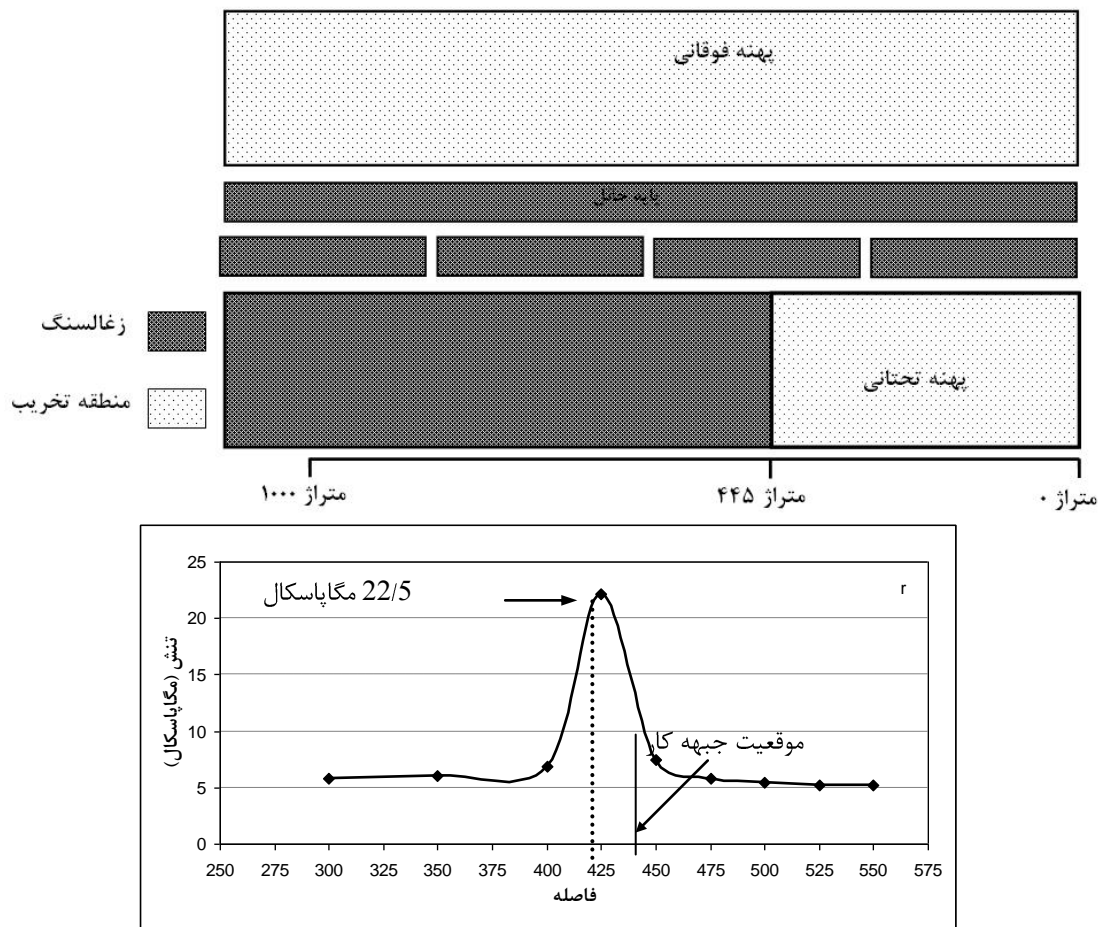 پهنه فوقانی
پایه حائل
زغالسنگ
پهنه تحتانی
منطقه تخریب
متراژ ۰
متراژ ۴۴۵
متراژ ۱۰۰۰
25
20
15
10
5
0
تنش (مگاپاسکال)
22/5 مگاپاسکال
r
موقعیت جبهه کار
250 275 300 325 350 375 400 425 450 475 500 525 550 575
فاصله